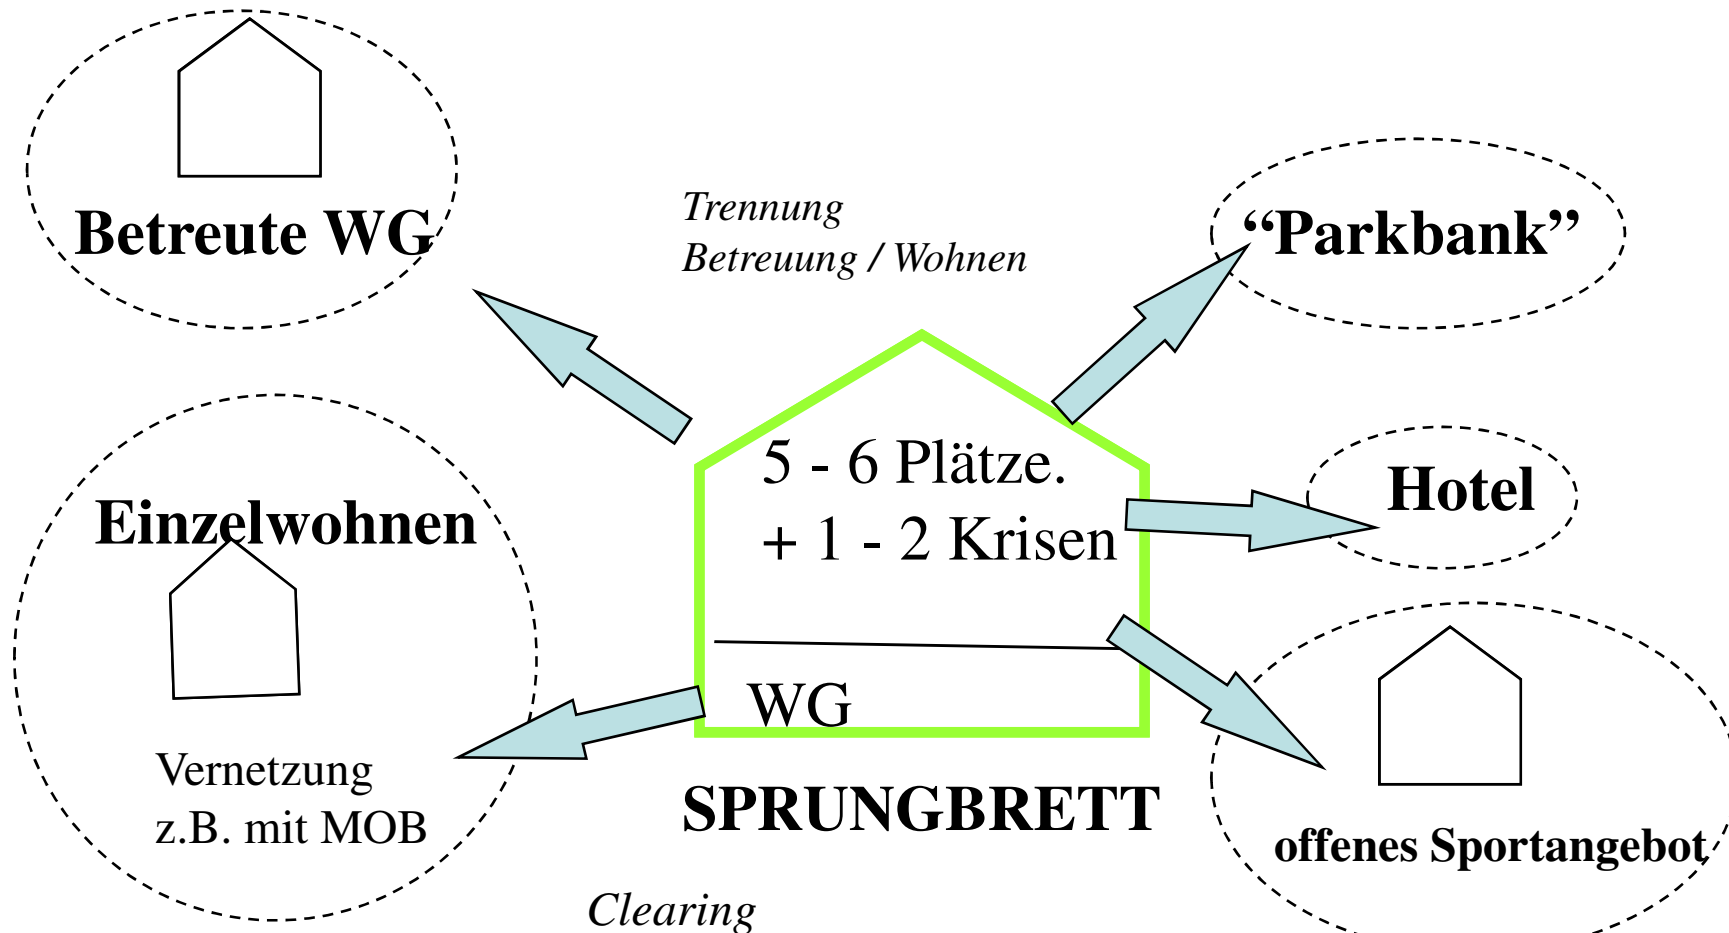 Betreute WG
Trennung
Betreuung / Wohnen
“Parkbank”
5 - 6 Plätze.
+ 1 - 2 Krisen
WG
SPRUNGBRETT
Hotel
Einzelwohnen
Vernetzung
z.B. mit MOB
offenes Sportangebot
Clearing